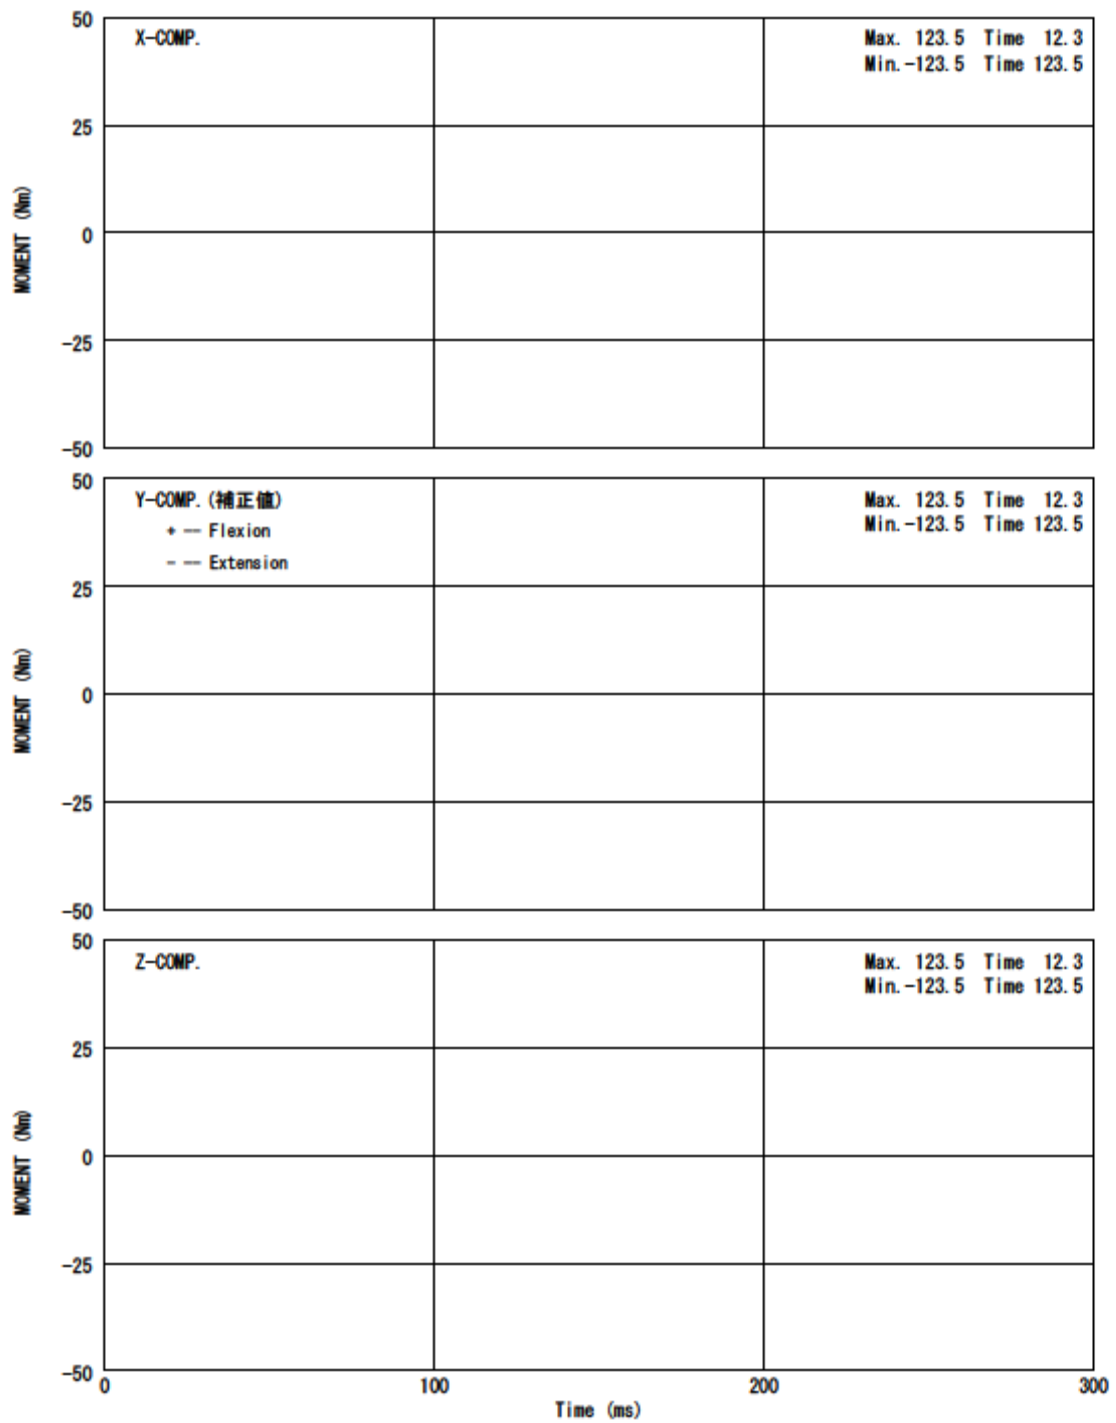 50
X-COMP.
Max. 123.5 Time 12.3
Min.-123.5 Time 123.5
25
MOMENT (Nm)
0
-25
-50
50
Y-COMP.(補正値)
Max. 123.5 Time 12.3
+ -- Flexion
Min.-123.5 Time 123.5
- -- Extension
25
MOMENT (Nm)
0
-25
-50
50
Z-COMP.
Max. 123.5 Time 12.3
Min.-123.5 Time 123.5
25
MOMENT (Nm)
0
-25
-50
0 100 200 300
Time (ms)